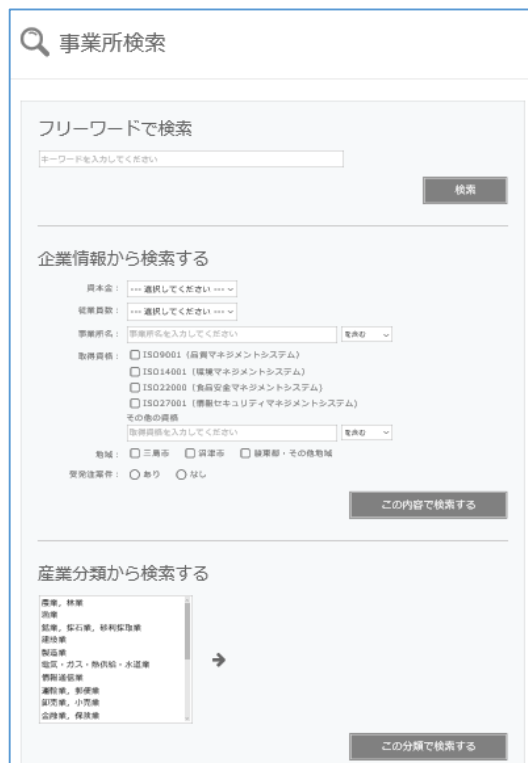 事業所検索
フリーワードで検索
キーワードを入力してください
検索
企業情報から検索する
資本金： --- 選択してください ---
従業員数： --- 選択してください ---
事業所名： 事業所名を入力してください を含む
取得資格： ISO9001（品質マネジメントシステム）
ISO14001（環境マネジメントシステム）
ISO22000（食品安全マネジメントシステム）
ISO27001（情報セキュリティマネジメントシステム）
その他の資格
取得資格を入力してください を含む
地域： 三島市 沼津市 駿東郡・その他地域
受発注案件： あり なし
この内容で検索する
産業分類から検索する
農業，林業
漁業
鉱業，採石業，砂利採取業
建設業
製造業
電気・ガス・熱供給・水道業
情報通信業
運輸業，郵便業
卸売業，小売業
金融業，保険業
この分類で検索する